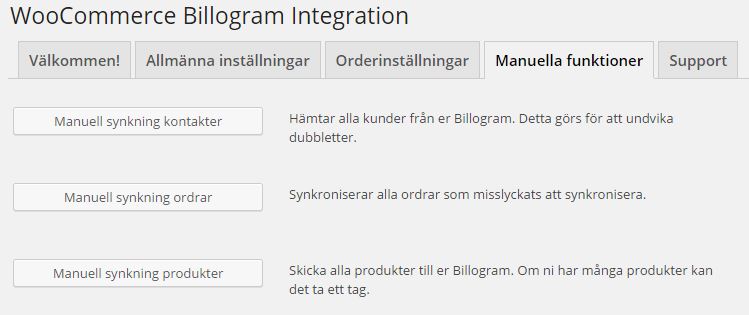 WooCommerce Billogram Integration
Välkommen! Allmänna inställningar Orderinställningar Manuella funktioner Support
Manuell synkning kontakter
Hämtar alla kunder från er Billogram. Detta görs för att undvika
dubbletter.
Manuell synkning ordrar
Synkroniserar alla ordrar som misslyckats att synkronisera.
Manuell synkning produkter
Skicka alla produkter till er Billogram. Om ni har många produkter kan
det ta ett tag.